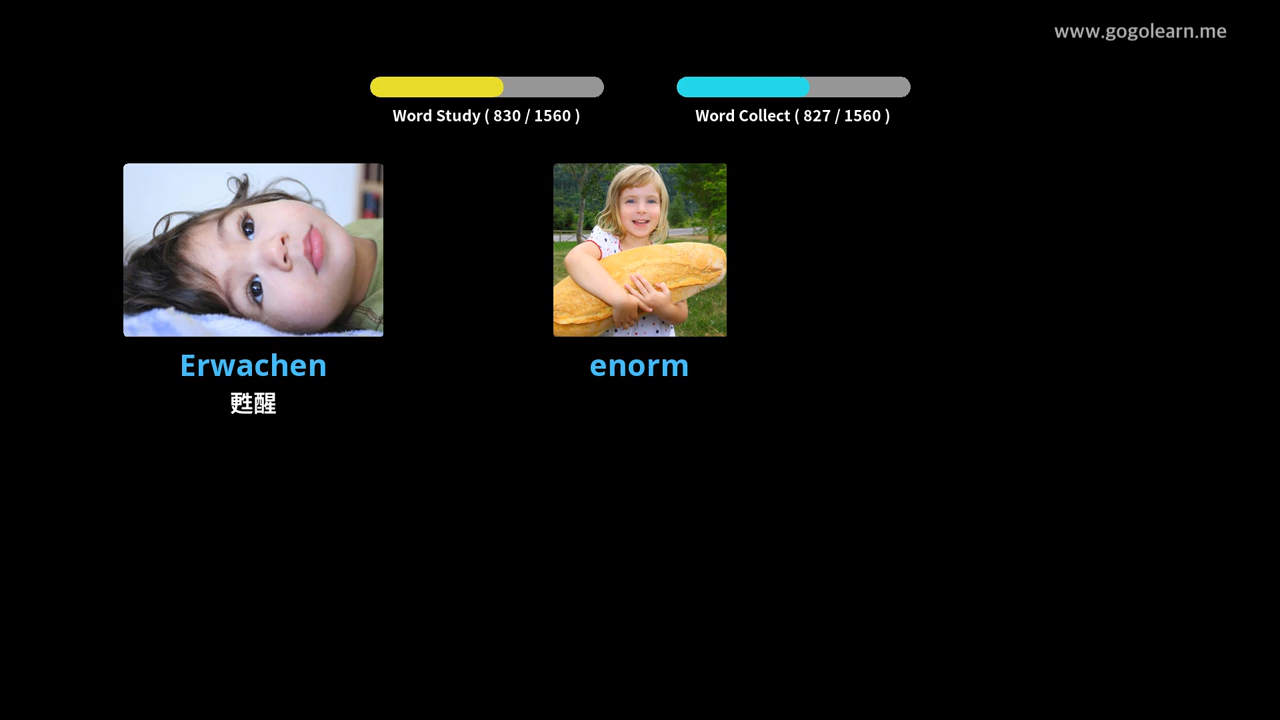 www.gogolearn.me
Word Study ( 830 / 1560 )
Word Collect ( 827 / 1560 )
Erwachen
甦醒
enorm